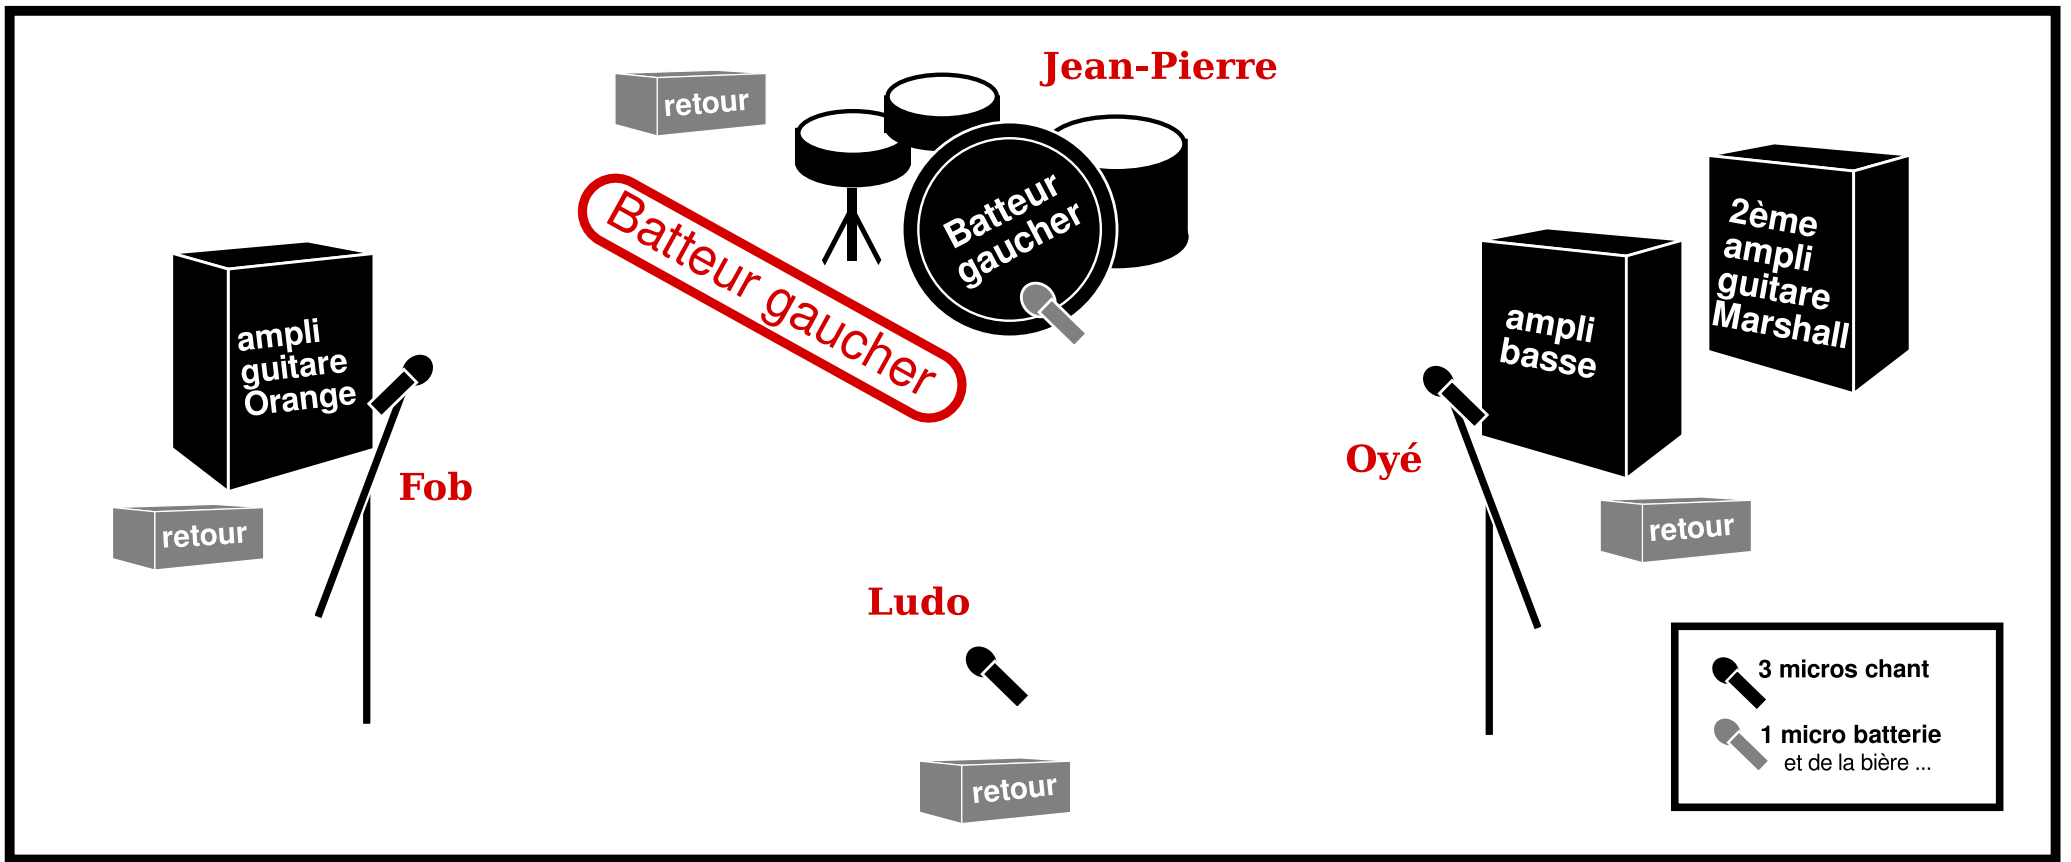 Jean-Pierre
retour
Batteur
gaucher
Batteur gaucher
2ème
ampli
guitare
Marshall
ampli
basse
ampli
guitare
Orange
Oyé
Fob
retour
retour
Ludo
3 micros chant
1 micro batterie
et de la bière ...
retour